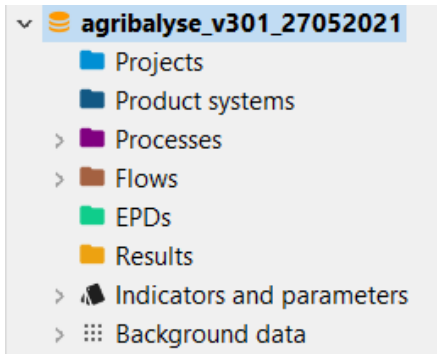 agribalyse_v301_27052021
Projects
Product systems
Processes
Flows
EPDs
Results
Indicators and parameters
Background data